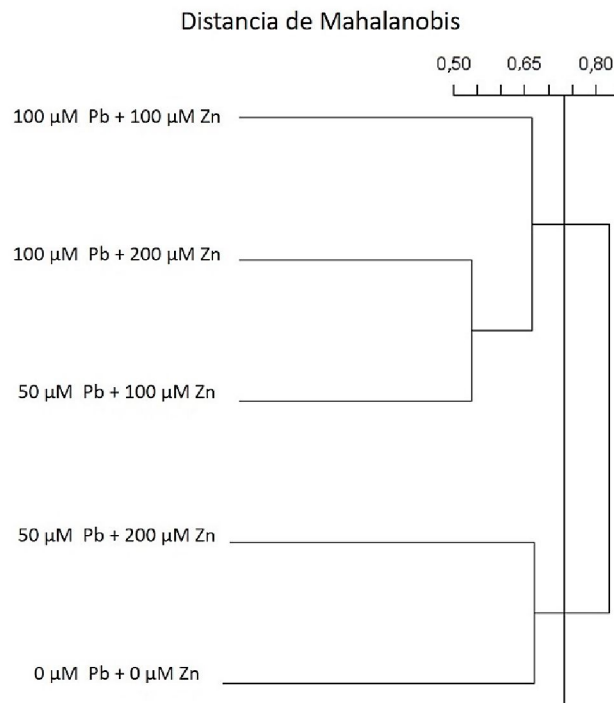 Distancia de Mahalanobis
0,50 0,65 0,80
100 µM Pb + 100 µM Zn
100 µM Pb + 200 µM Zn
50 µM Pb + 100 µM Zn
50 µM Pb + 200 µM Zn
0 µM Pb + 0 µM Zn